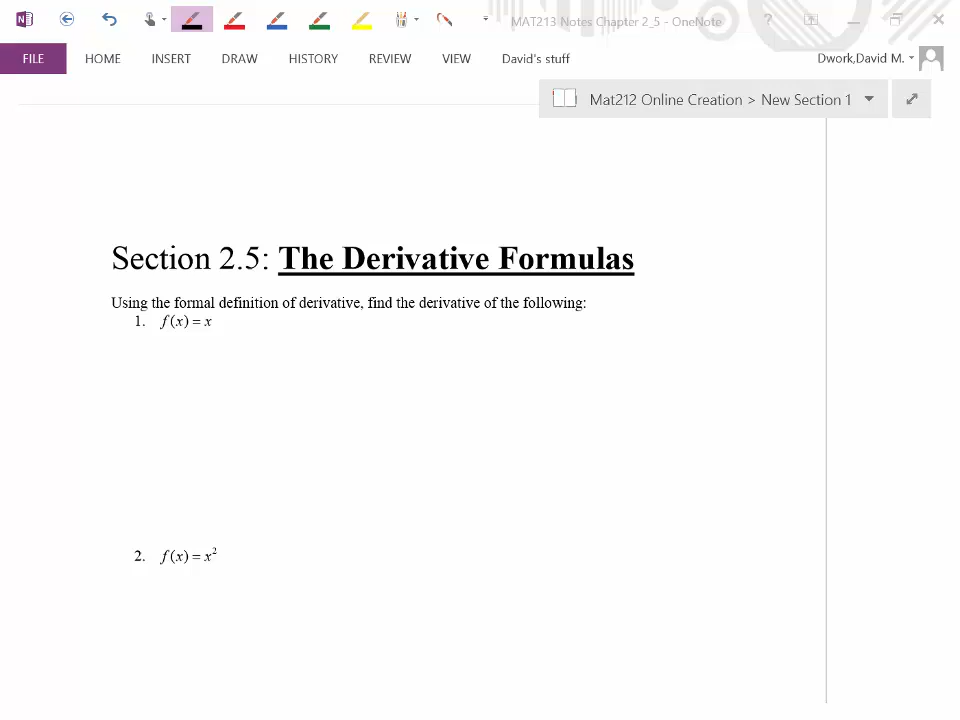 MAT213 Notes Chapter 2_5 - OneNote
FILE HOME INSERT DRAW HISTORY REVIEW VIEW David's stuff Dwork,David M.
Mat212 Online Creation > New Section 1
Section 2.5: The Derivative Formulas
Using the formal definition of derivative, find the derivative of the following:
1. f(x) = x
2. f(x) = x²